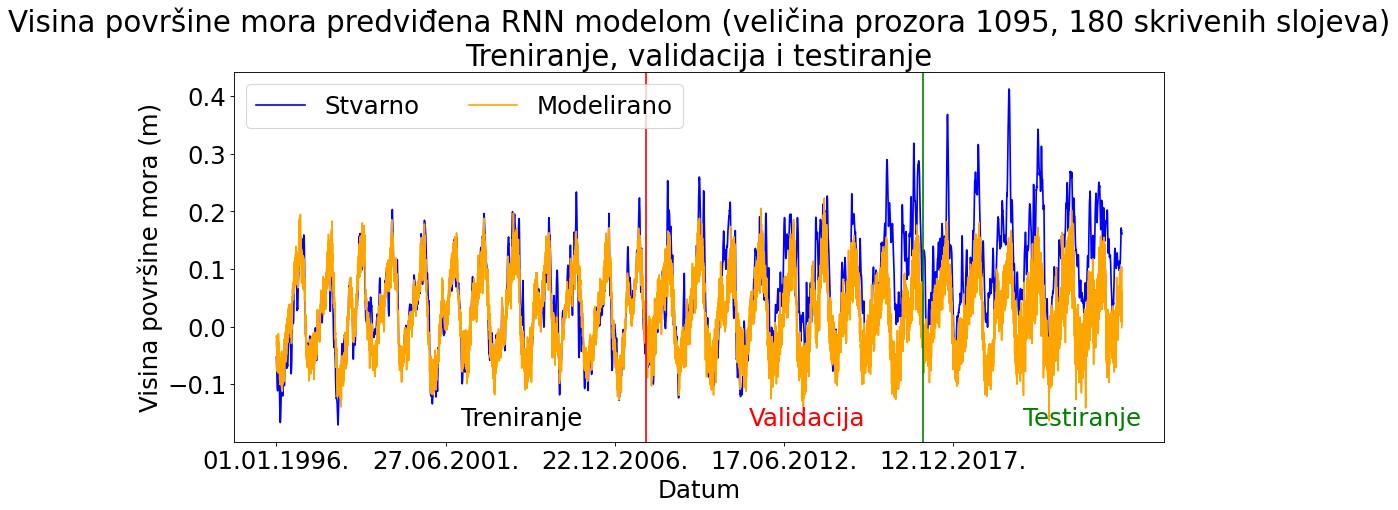 Visina površine mora predviđena RNN modelom (veličina prozora 1095, 180 skrivenih slojeva)
Treniranje, validacija i testiranje
Stvarno
Modelirano
Visina površine mora (m)
0.4
0.3
0.2
0.1
0.0
−0.1
Treniranje
Validacija
Testiranje
01.01.1996.
27.06.2001.
22.12.2006.
17.06.2012.
12.12.2017.
Datum